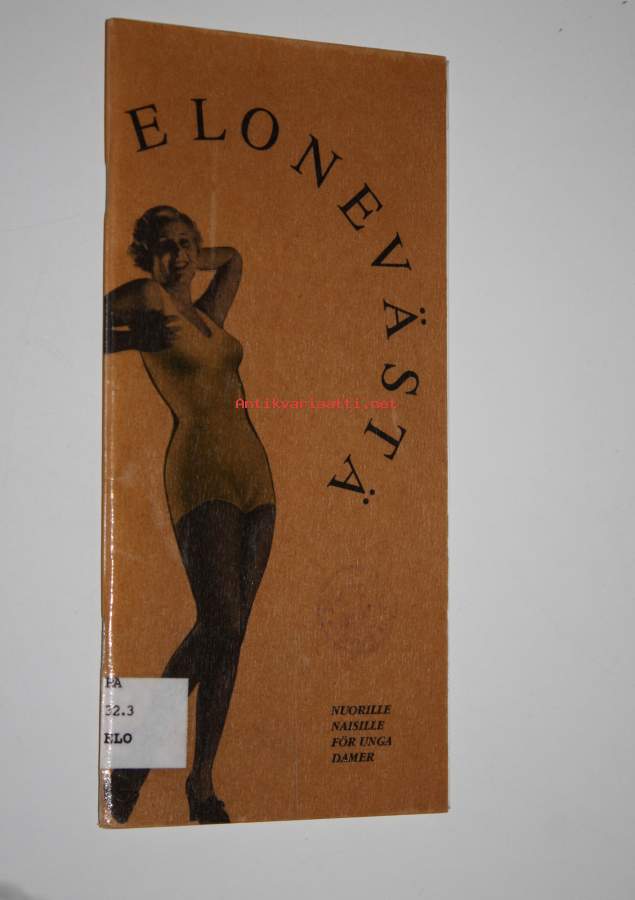 ELONEVÄSTÄ
Antikvariaatti.net
PA
32.3
ELO
NUORILLE
NAISILLE
FÖR UNGA
DAMER